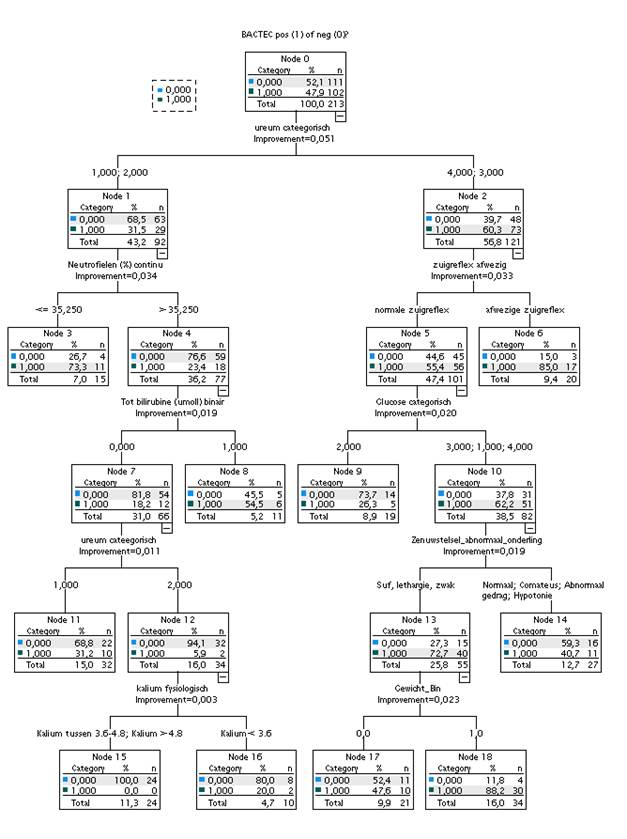 BACTEC pos (1) of neg (0)?
Node 0
Category % n
0,000 52,1 111
1,000 47,9 102
Total 100,0 213
0,000
1,000
ureum cateegorisch
Improvement=0,051
1,000; 2,000
4,000; 3,000
Node 1
Category % n
0,000 68,5 63
1,000 31,5 29
Total 43,2 92
Node 2
Category % n
0,000 39,7 48
1,000 60,3 73
Total 56,8 121
Neutrofielen (%) continu
Improvement=0,034
zuigreflex afwezig
Improvement=0,033
<= 35,250
> 35,250
normale zuigreflex
afwezige zuigreflex
Node 3
Category % n
0,000 26,7 4
1,000 73,3 11
Total 7,0 15
Node 4
Category % n
0,000 76,6 59
1,000 23,4 18
Total 36,2 77
Node 5
Category % n
0,000 44,6 45
1,000 55,4 56
Total 47,4 101
Node 6
Category % n
0,000 15,0 3
1,000 85,0 17
Total 9,4 20
Tot bilirubine (umoll) binair
Improvement=0,019
Glucose categorisch
Improvement=0,020
0,000
1,000
2,000
3,000; 1,000; 4,000
Node 7
Category % n
0,000 81,8 54
1,000 18,2 12
Total 31,0 66
Node 8
Category % n
0,000 45,5 5
1,000 54,5 6
Total 5,2 11
Node 9
Category % n
0,000 73,7 14
1,000 26,3 5
Total 8,9 19
Node 10
Category % n
0,000 37,8 31
1,000 62,2 51
Total 38,5 82
ureum cateegorisch
Improvement=0,011
Zenuwstelsel_abnormaal_onderling
Improvement=0,019
1,000
2,000
Suf, lethargie, zwak
Normaal; Comateus; Abnormaal
gedrag; Hypotonie
Node 11
Category % n
0,000 68,8 22
1,000 31,2 10
Total 15,0 32
Node 12
Category % n
0,000 94,1 32
1,000 5,9 2
Total 16,0 34
Node 13
Category % n
0,000 27,3 15
1,000 72,7 40
Total 25,8 55
Node 14
Category % n
0,000 59,3 16
1,000 40,7 11
Total 12,7 27
kalium fysiologisch
Improvement=0,003
Gewicht_Bin
Improvement=0,023
Kalium tussen 3.6-4.8; Kalium > 4.8
Kalium < 3.6
0,0
1,0
Node 15
Category % n
0,000 100,0 24
1,000 0,0 0
Total 11,3 24
Node 16
Category % n
0,000 80,0 8
1,000 20,0 2
Total 4,7 10
Node 17
Category % n
0,000 52,4 11
1,000 47,6 10
Total 9,9 21
Node 18
Category % n
0,000 11,8 4
1,000 88,2 30
Total 16,0 34